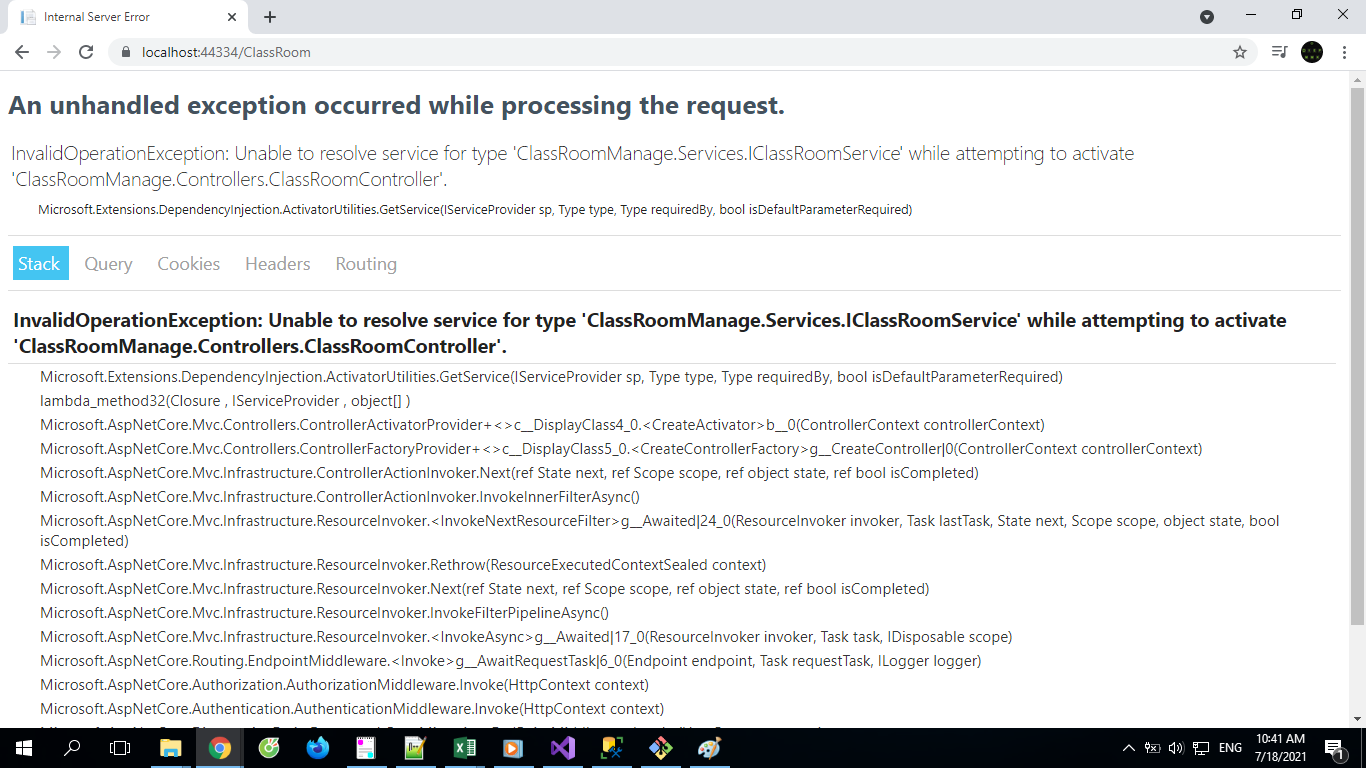 Internal Server Error
localhost:44334/ClassRoom
An unhandled exception occurred while processing the request.
InvalidOperationException: Unable to resolve service for type 'ClassRoomManage.Services.IClassRoomService' while attempting to activate
'ClassRoomManage.Controllers.ClassRoomController'.
Microsoft.Extensions.DependencyInjection.ActivatorUtilities.GetService(IServiceProvider sp, Type type, Type requiredBy, bool isDefaultParameterRequired)
Stack Query Cookies Headers Routing
InvalidOperationException: Unable to resolve service for type 'ClassRoomManage.Services.IClassRoomService' while attempting to activate
'ClassRoomManage.Controllers.ClassRoomController'.
Microsoft.Extensions.DependencyInjection.ActivatorUtilities.GetService(IServiceProvider sp, Type type, Type requiredBy, bool isDefaultParameterRequired)
lambda_method32(Closure , IServiceProvider , object[] )
Microsoft.AspNetCore.Mvc.Controllers.ControllerActivatorProvider+<>c__DisplayClass4_0.<CreateActivator>b__0(ControllerContext controllerContext)
Microsoft.AspNetCore.Mvc.Controllers.ControllerFactoryProvider+<>c__DisplayClass5_0.<CreateControllerFactory>g__CreateController|0(ControllerContext controllerContext)
Microsoft.AspNetCore.Mvc.Infrastructure.ControllerActionInvoker.Next(ref State next, ref Scope scope, ref object state, ref bool isCompleted)
Microsoft.AspNetCore.Mvc.Infrastructure.ControllerActionInvoker.InvokeInnerFilterAsync()
Microsoft.AspNetCore.Mvc.Infrastructure.ResourceInvoker.<InvokeNextResourceFilter>g__Awaited|24_0(ResourceInvoker invoker, Task lastTask, State next, Scope scope, object state, bool
isCompleted)
Microsoft.AspNetCore.Mvc.Infrastructure.ResourceInvoker.Rethrow(ResourceExecutedContextSealed context)
Microsoft.AspNetCore.Mvc.Infrastructure.ResourceInvoker.Next(ref State next, ref Scope scope, ref object state, ref bool isCompleted)
Microsoft.AspNetCore.Mvc.Infrastructure.ResourceInvoker.InvokeFilterPipelineAsync()
Microsoft.AspNetCore.Mvc.Infrastructure.ResourceInvoker.<InvokeAsync>g__Awaited|17_0(ResourceInvoker invoker, Task task, IDisposable scope)
Microsoft.AspNetCore.Routing.EndpointMiddleware.<Invoke>g__AwaitRequestTask|6_0(Endpoint endpoint, Task requestTask, ILogger logger)
Microsoft.AspNetCore.Authorization.AuthorizationMiddleware.Invoke(HttpContext context)
Microsoft.AspNetCore.Authentication.AuthenticationMiddleware.Invoke(HttpContext context)
ENG
10:41 AM
7/18/2021
1